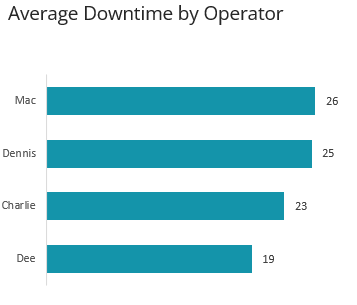 Average Downtime by Operator
Mac 26
Dennis 25
Charlie 23
Dee 19